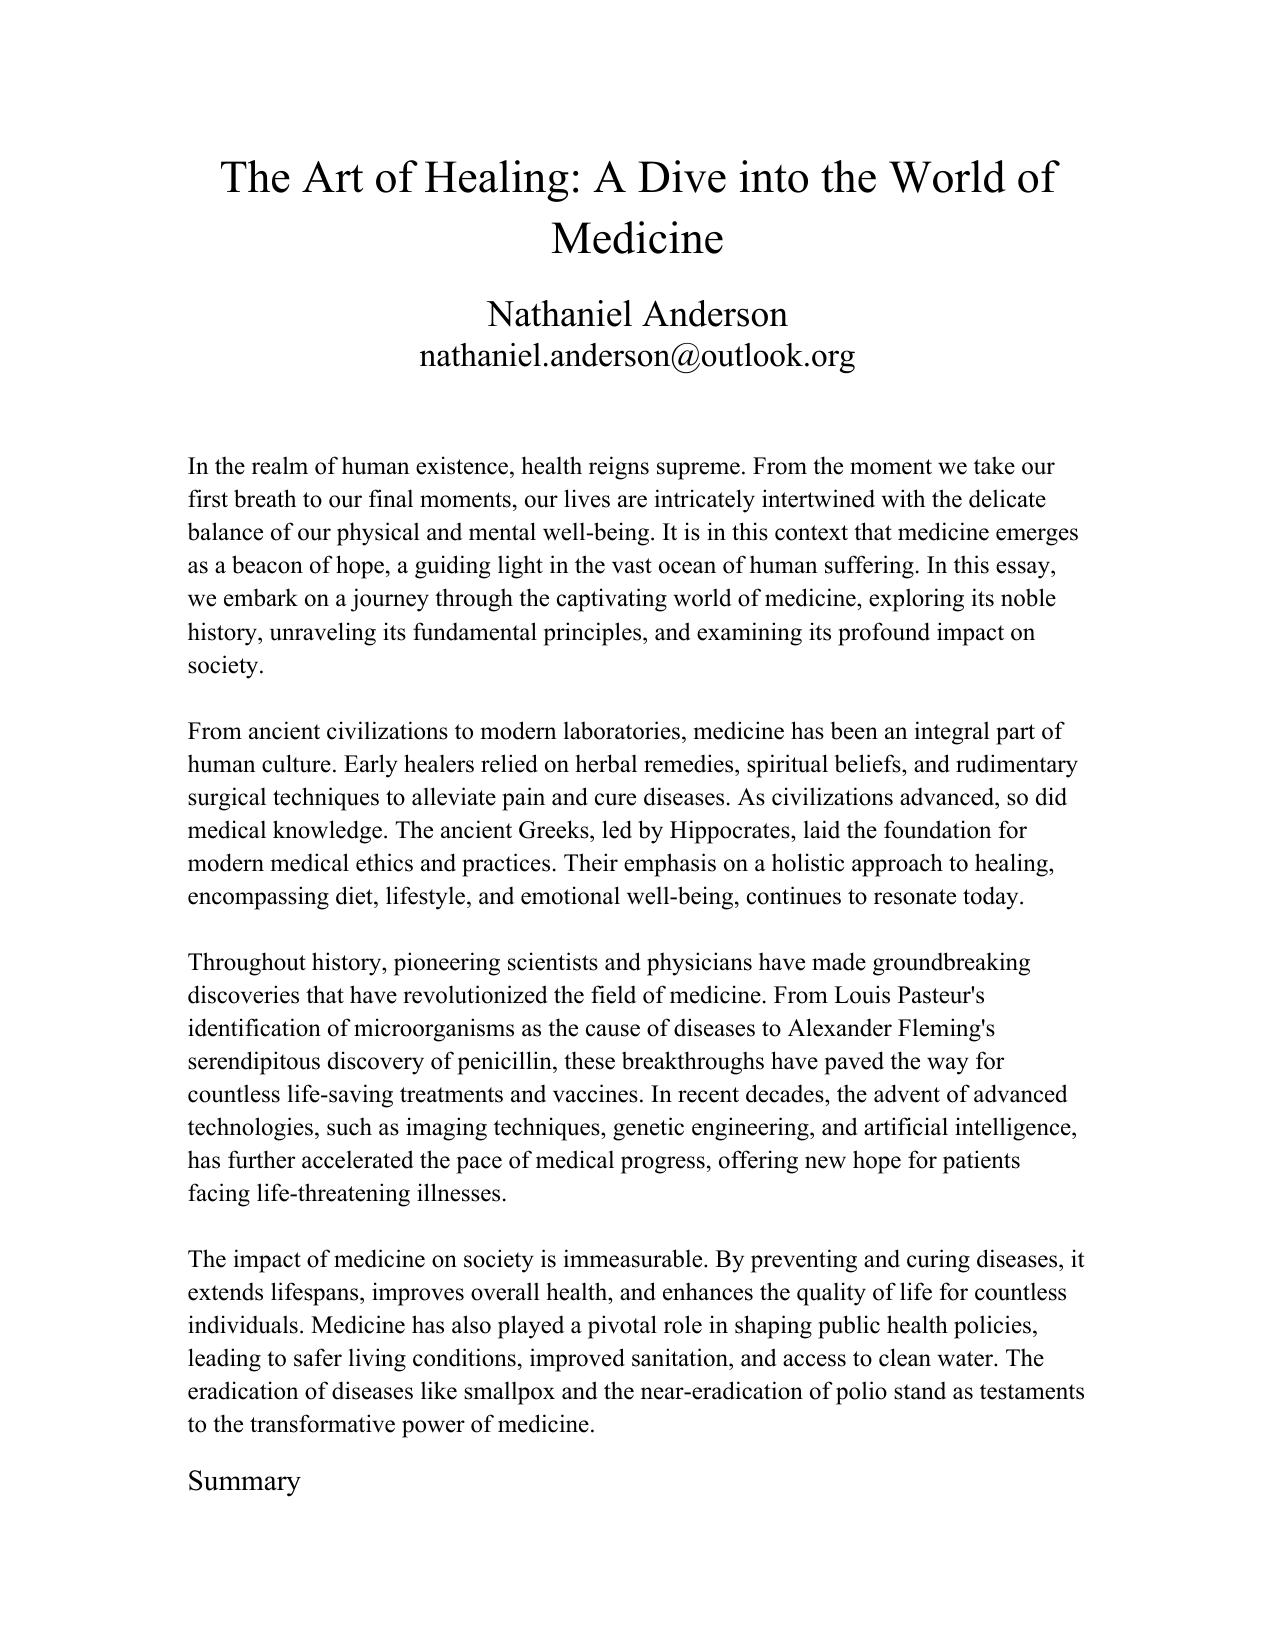 The Art of Healing: A Dive into the World of
Medicine
Nathaniel Anderson
nathaniel.anderson@outlook.org
In the realm of human existence, health reigns supreme. From the moment we take our
first breath to our final moments, our lives are intricately intertwined with the delicate
balance of our physical and mental well-being. It is in this context that medicine emerges
as a beacon of hope, a guiding light in the vast ocean of human suffering. In this essay,
we embark on a journey through the captivating world of medicine, exploring its noble
history, unraveling its fundamental principles, and examining its profound impact on
society.
From ancient civilizations to modern laboratories, medicine has been an integral part of
human culture. Early healers relied on herbal remedies, spiritual beliefs, and rudimentary
surgical techniques to alleviate pain and cure diseases. As civilizations advanced, so did
medical knowledge. The ancient Greeks, led by Hippocrates, laid the foundation for
modern medical ethics and practices. Their emphasis on a holistic approach to healing,
encompassing diet, lifestyle, and emotional well-being, continues to resonate today.
Throughout history, pioneering scientists and physicians have made groundbreaking
discoveries that have revolutionized the field of medicine. From Louis Pasteur's
identification of microorganisms as the cause of diseases to Alexander Fleming's
serendipitous discovery of penicillin, these breakthroughs have paved the way for
countless life-saving treatments and vaccines. In recent decades, the advent of advanced
technologies, such as imaging techniques, genetic engineering, and artificial intelligence,
has further accelerated the pace of medical progress, offering new hope for patients
facing life-threatening illnesses.
The impact of medicine on society is immeasurable. By preventing and curing diseases, it
extends lifespans, improves overall health, and enhances the quality of life for countless
individuals. Medicine has also played a pivotal role in shaping public health policies,
leading to safer living conditions, improved sanitation, and access to clean water. The
eradication of diseases like smallpox and the near-eradication of polio stand as testaments
to the transformative power of medicine.
Summary